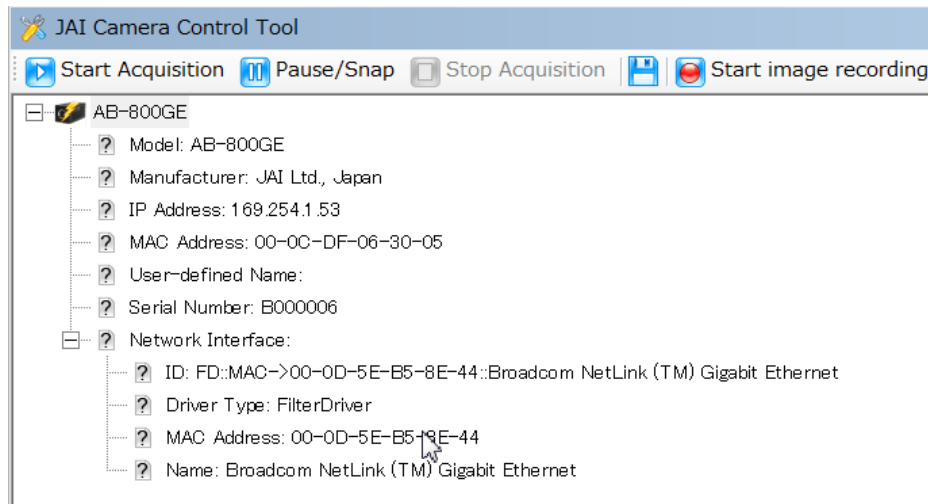 JAI Camera Control Tool
Start Acquisition Pause/Snap Stop Acquisition Start image recording
AB-800GE
Model: AB-800GE
Manufacturer: JAI Ltd., Japan
IP Address: 169.254.1.53
MAC Address: 00-0C-DF-06-30-05
User-defined Name:
Serial Number: B000006
Network Interface:
ID: FD::MAC->00-0D-5E-B5-8E-44::Broadcom NetLink (TM) Gigabit Ethernet
Driver Type: FilterDriver
MAC Address: 00-0D-5E-B5-8E-44
Name: Broadcom NetLink (TM) Gigabit Ethernet